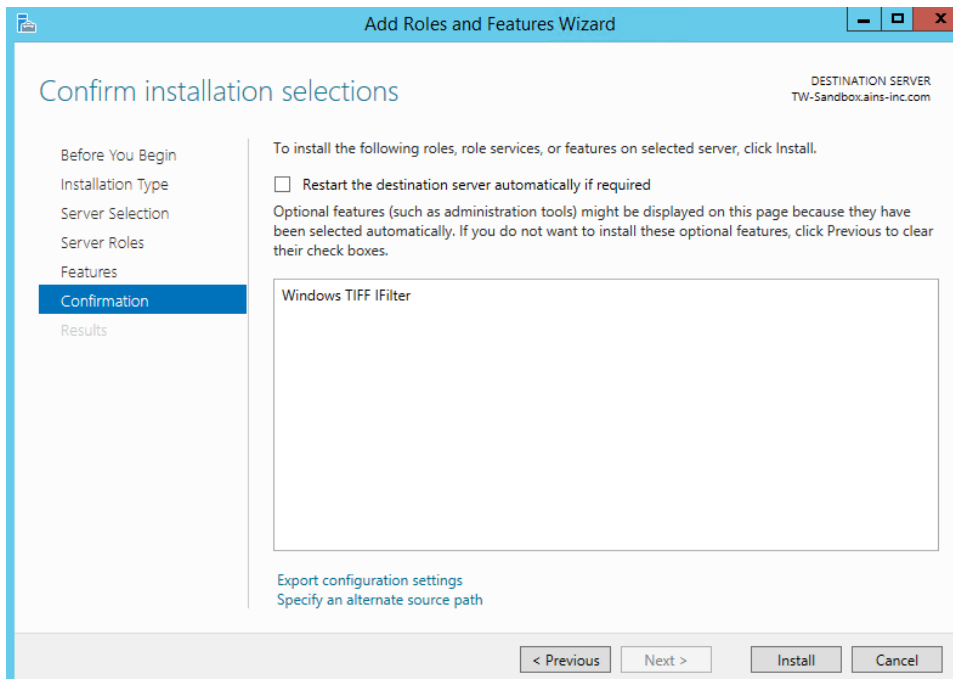 Add Roles and Features Wizard
Confirm installation selections
DESTINATION SERVER
TW-Sandbox.ains-inc.com
Before You Begin
Installation Type
Server Selection
Server Roles
Features
Confirmation
Results
To install the following roles, role services, or features on selected server, click Install.
Restart the destination server automatically if required
Optional features (such as administration tools) might be displayed on this page because they have
been selected automatically. If you do not want to install these optional features, click Previous to clear
their check boxes.
Windows TIFF IFilter
Export configuration settings
Specify an alternate source path
< Previous
Next >
Install
Cancel